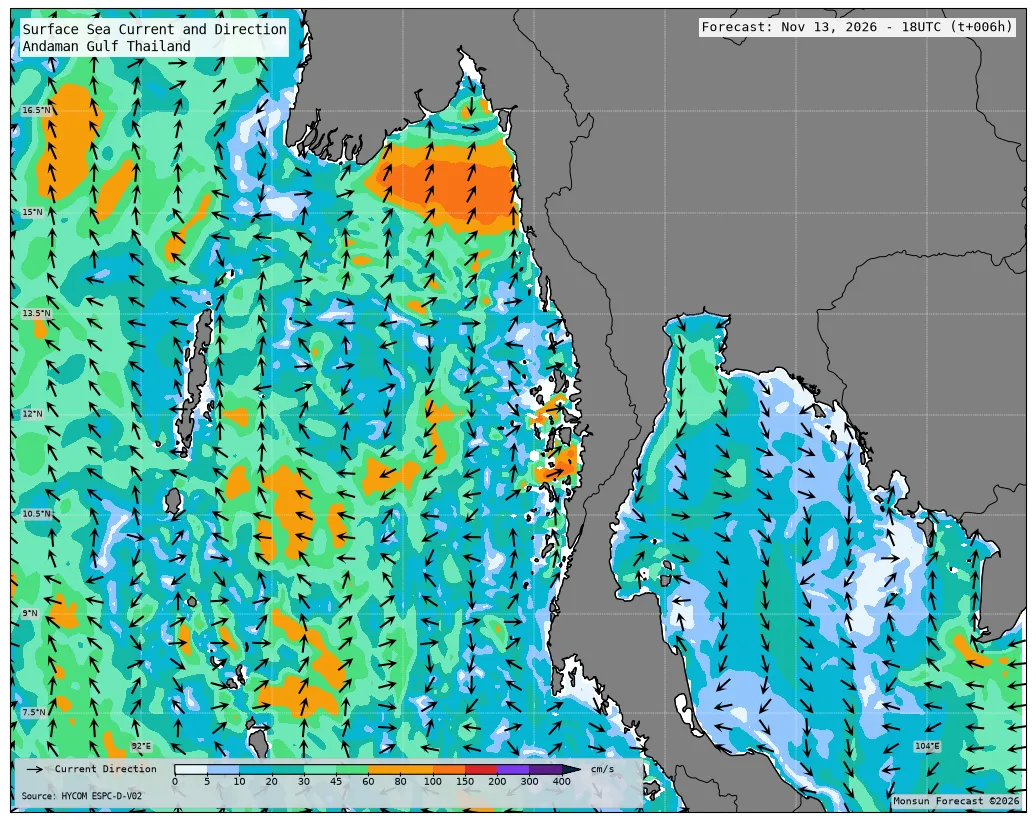 Surface Sea Current and Direction
Andaman Gulf Thailand
Forecast: Nov 13, 2026 - 18UTC (t+006h)
16.5°N
15°N
13.5°N
12°N
10.5°N
9°N
7.5°N
92°E
104°E
Current Direction
0 5 10 20 30 45 60 80 100 150 200 300 400 cm/s
Source: HYCOM ESPC-D-V02
Monsun Forecast ©2026